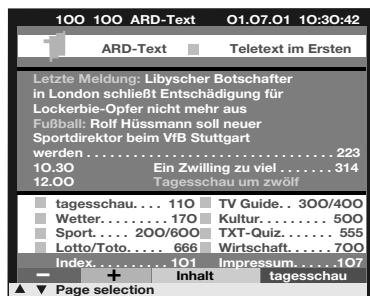 100 100 ARD-Text 01.07.01 10:30:42
ARD-Text Teletext im Ersten
Letzte Meldung: Libyscher Botschafter
in London schließt Entschädigung für
Lockerbie-Opfer nicht mehr aus
Fußball: Rolf Hüssmann soll neuer
Sportdirektor beim VfB Stuttgart
werden . . . . . . . . . . . . . . . . . . . . . . . . . . . . . . . . . . 223
10.30 Ein Zwilling zu viel . . . . . . . 314
12.00 Tagesschau um zwölf
tagesschau. . . . 110 TV Guide. . 300/400
Wetter. . . . . . . . 170 Kultur. . . . . . . . . 500
Sport. . . . . 200/600 TXT-Quiz. . . . . . 555
Lotto/Toto. . . . . 666 Wirtschaft. . . . . . 700
Index. . . . . . . . . . 101 Impressum. . . . . . 107
− + Inhalt tagesschau
▲ ▼ Page selection